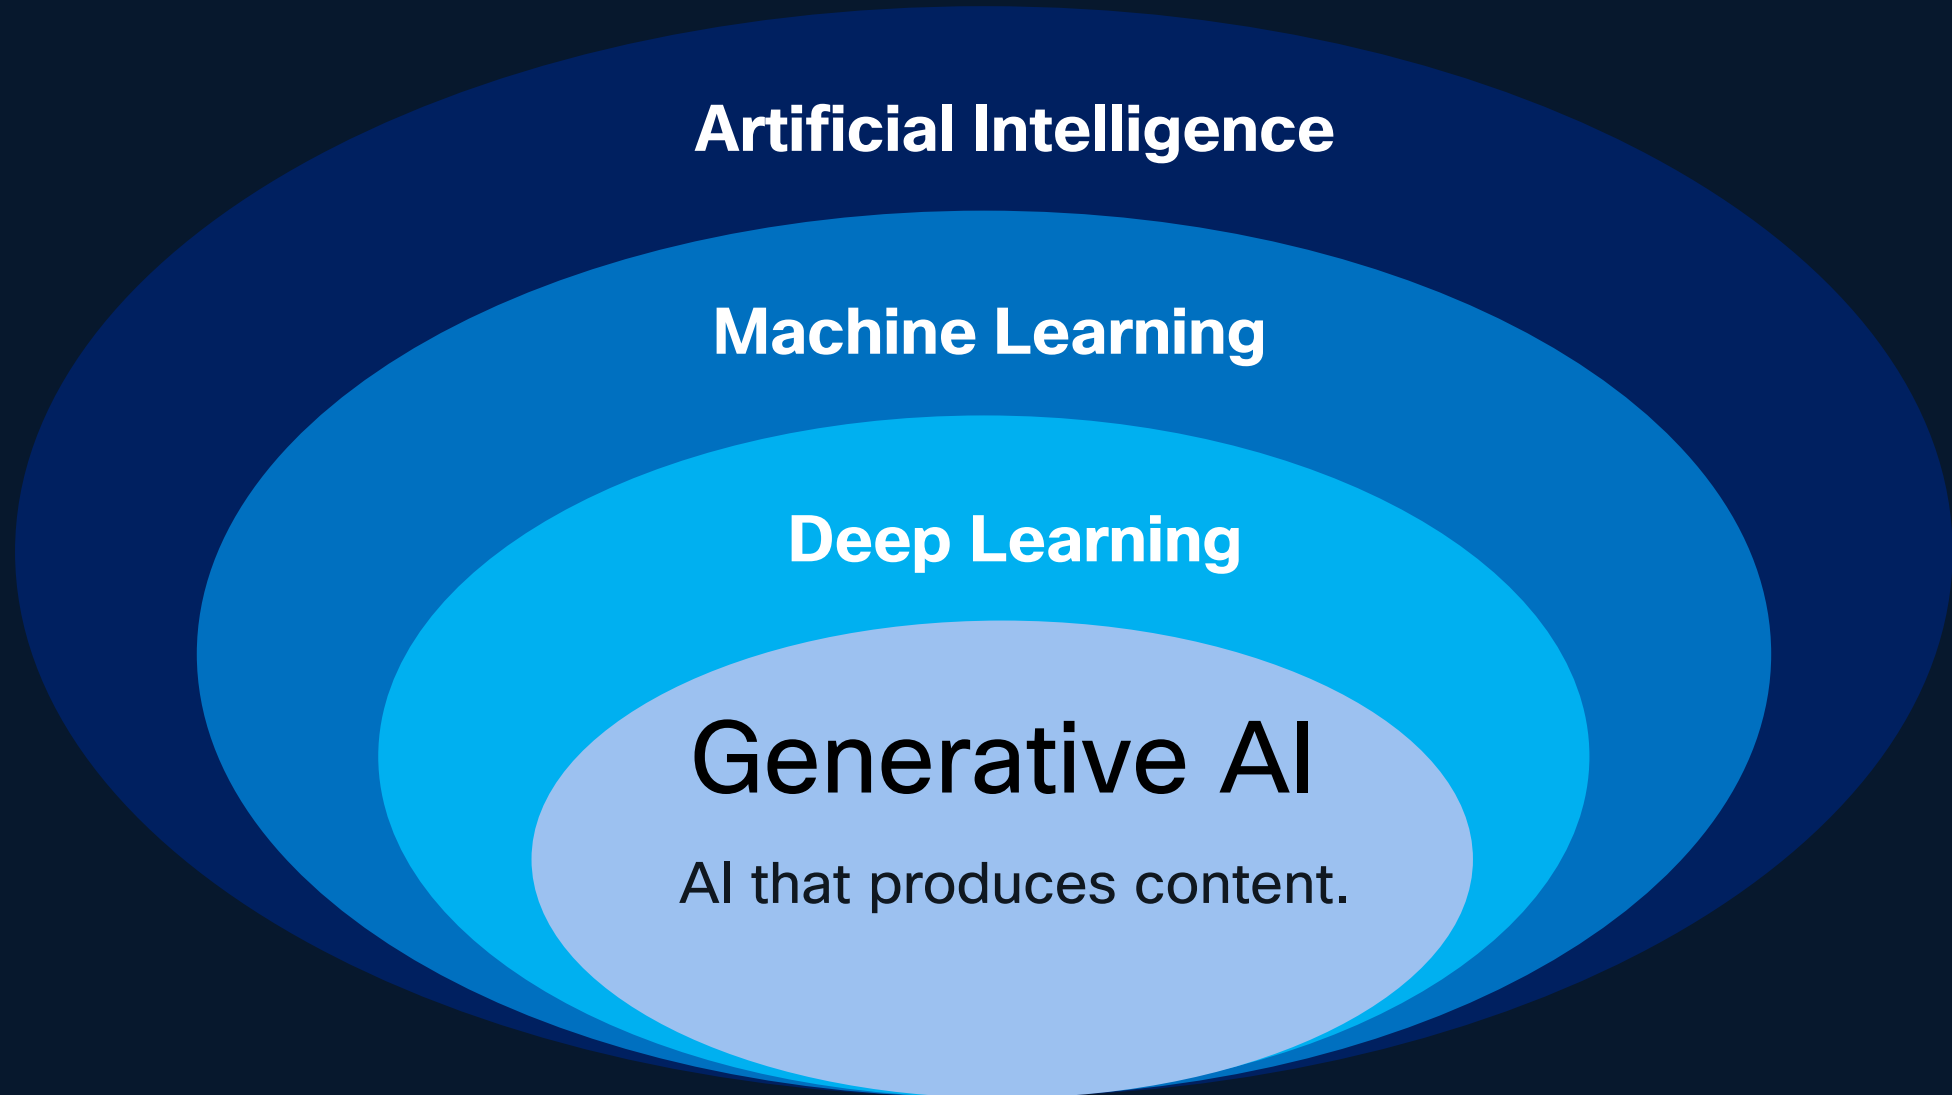 Artificial Intelligence
Machine Learning
Deep Learning
Generative AI
AI that produces content.